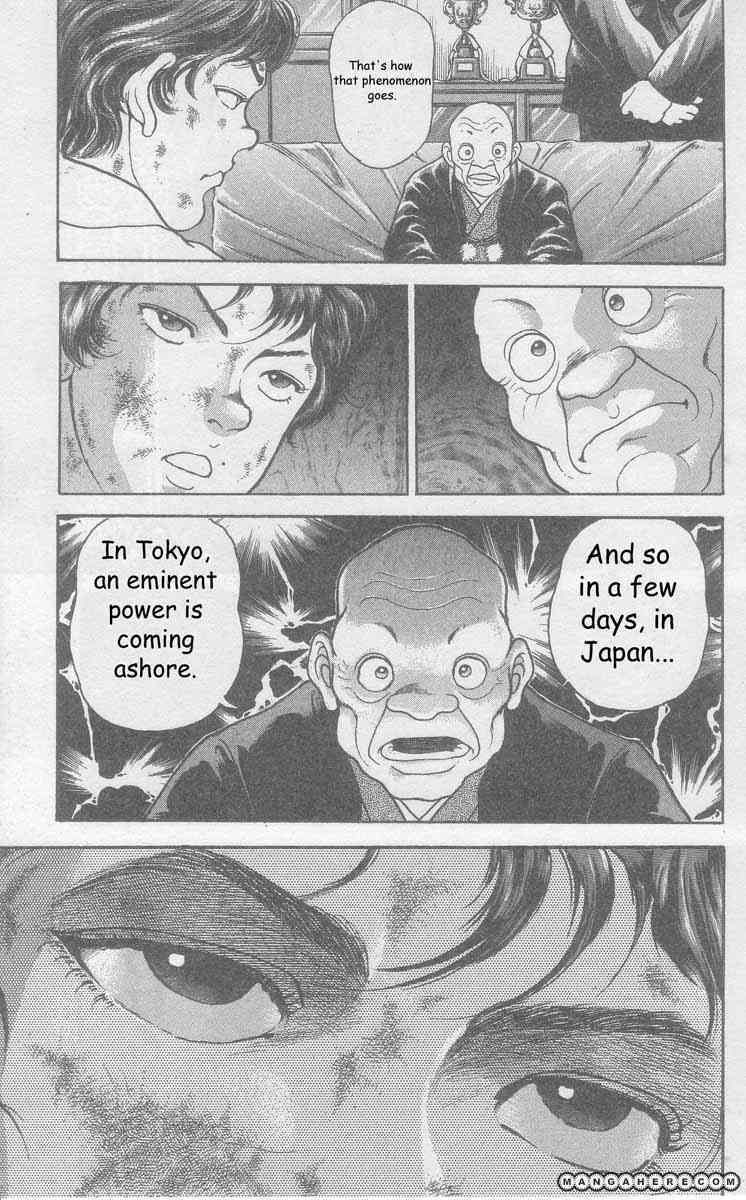 That's how
that phenomenon
goes.
And so
in a few
days, in
Japan...
In Tokyo,
an eminent
power is
coming
ashore.
MANGAHERE.COM